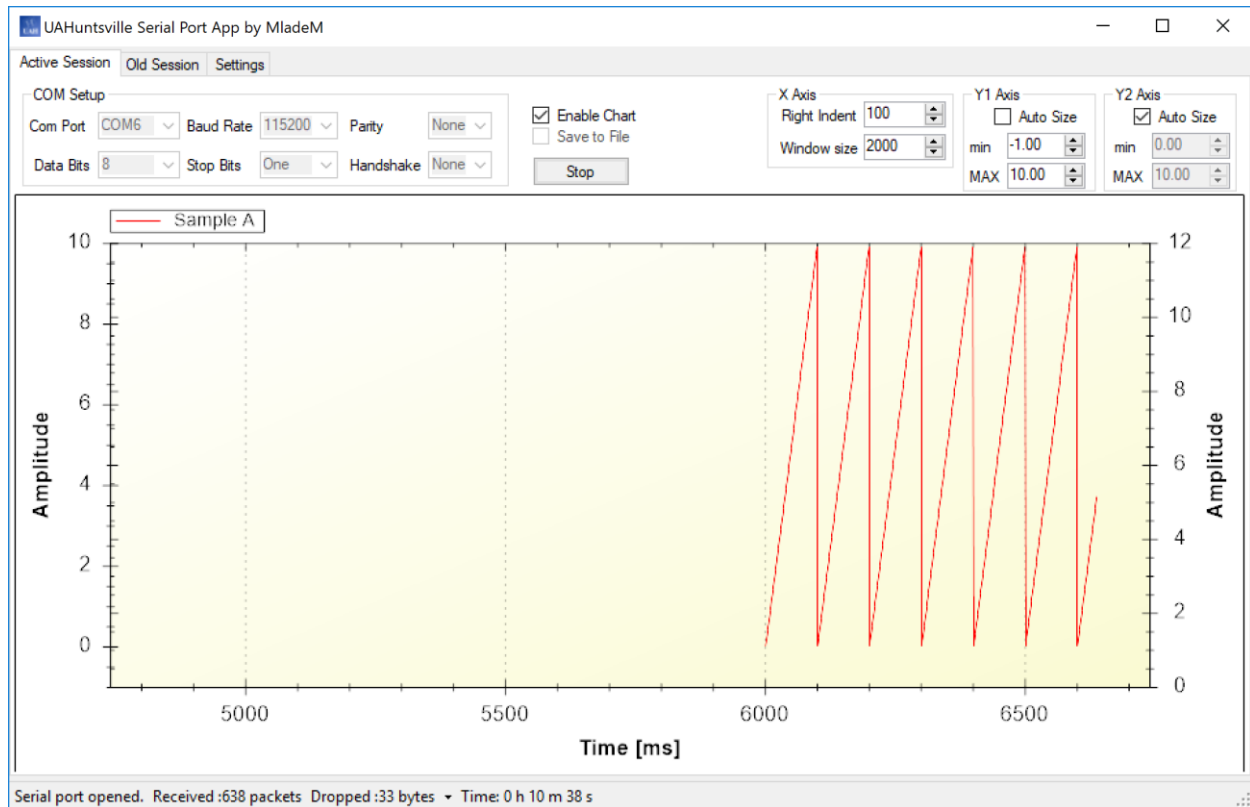 UAH
UAHuntsville Serial Port App by MladeM
Active Session Old Session Settings
COM Setup
Com Port COM6 Baud Rate 115200 Parity None
Data Bits 8 Stop Bits One Handshake None
Enable Chart
Save to File
Stop
X Axis
Right Indent 100
Window size 2000
Y1 Axis
Auto Size
min -1.00
MAX 10.00
Y2 Axis
Auto Size
min 0.00
MAX 10.00
Sample A
Amplitude
10
8
6
4
2
0
12
10
8
6
4
2
0
Amplitude
5000 5500 6000 6500
Time [ms]
Serial port opened. Received :638 packets Dropped :33 bytes Time: 0 h 10 m 38 s